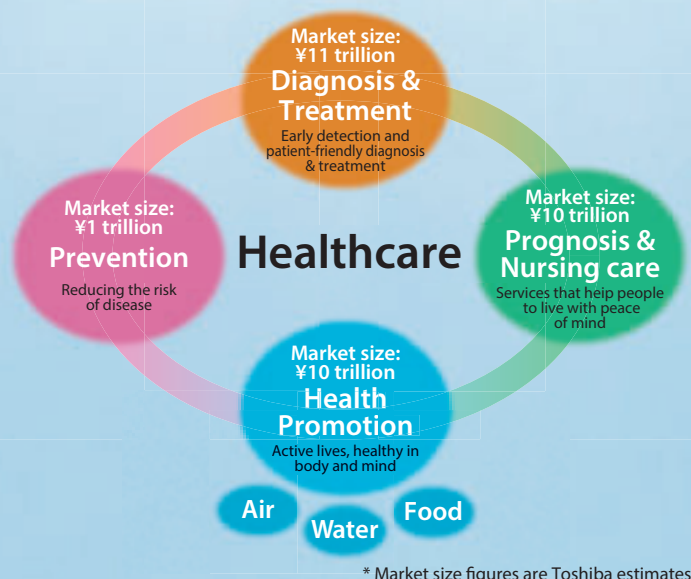 Market size:
¥11 trillion
Diagnosis &
Treatment
Early detection and
patient-friendly diagnosis
& treatment
Market size:
¥1 trillion
Prevention
Reducing the risk
of disease
Healthcare
Market size:
¥10 trillion
Prognosis &
Nursing care
Services that help people
to live with peace
of mind
Market size:
¥10 trillion
Health
Promotion
Active lives, healthy in
body and mind
Air
Water
Food
* Market size figures are Toshiba estimates